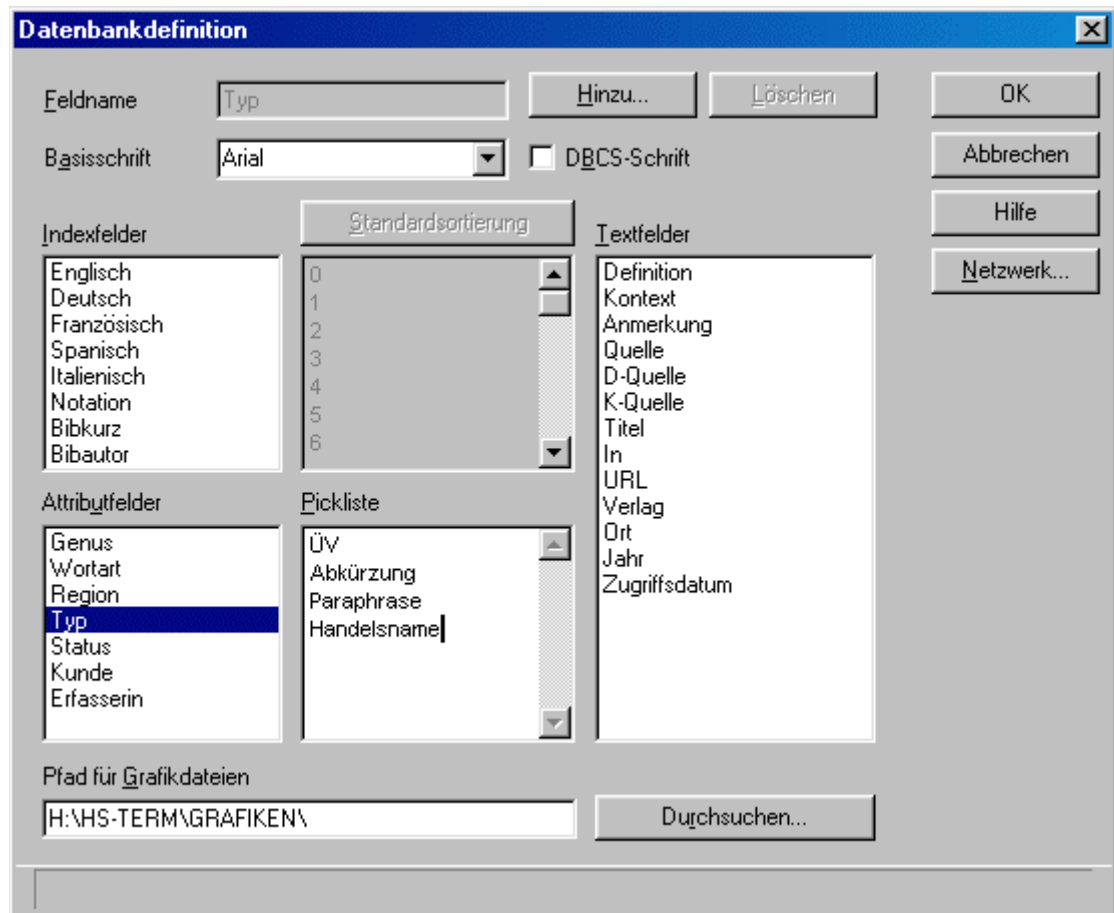 Datenbankdefinition
Feldname
Typ
Hinzu...
Löschen
OK
Basisschrift
Arial
DBCS-Schrift
Abbrechen
Hilfe
Netzwerk...
Indexfelder
Englisch
Deutsch
Französisch
Spanisch
Italienisch
Notation
Bibkurz
Bibautor
Standardsortierung
0
1
2
3
4
5
6
Textfelder
Definition
Kontext
Anmerkung
Quelle
D-Quelle
K-Quelle
Titel
In
URL
Verlag
Ort
Jahr
Zugriffsdatum
Attributfelder
Genus
Wortart
Region
Typ
Status
Kunde
Erfasserin
Pickliste
ÜV
Abkürzung
Paraphrase
Handelsname
Pfad für Grafikdateien
H:\HS-TERM\GRAFIKEN\
Durchsuchen...